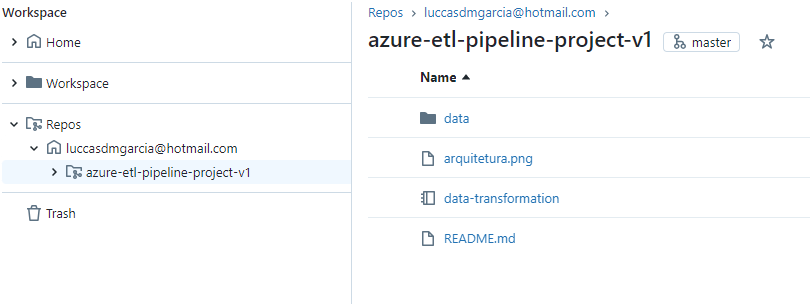 Workspace
Home
Workspace
Repos
luccasdmgarcia@hotmail.com
azure-etl-pipeline-project-v1
Trash
Repos > luccasdmgarcia@hotmail.com >
azure-etl-pipeline-project-v1 master
Name
data
arquitetura.png
data-transformation
README.md